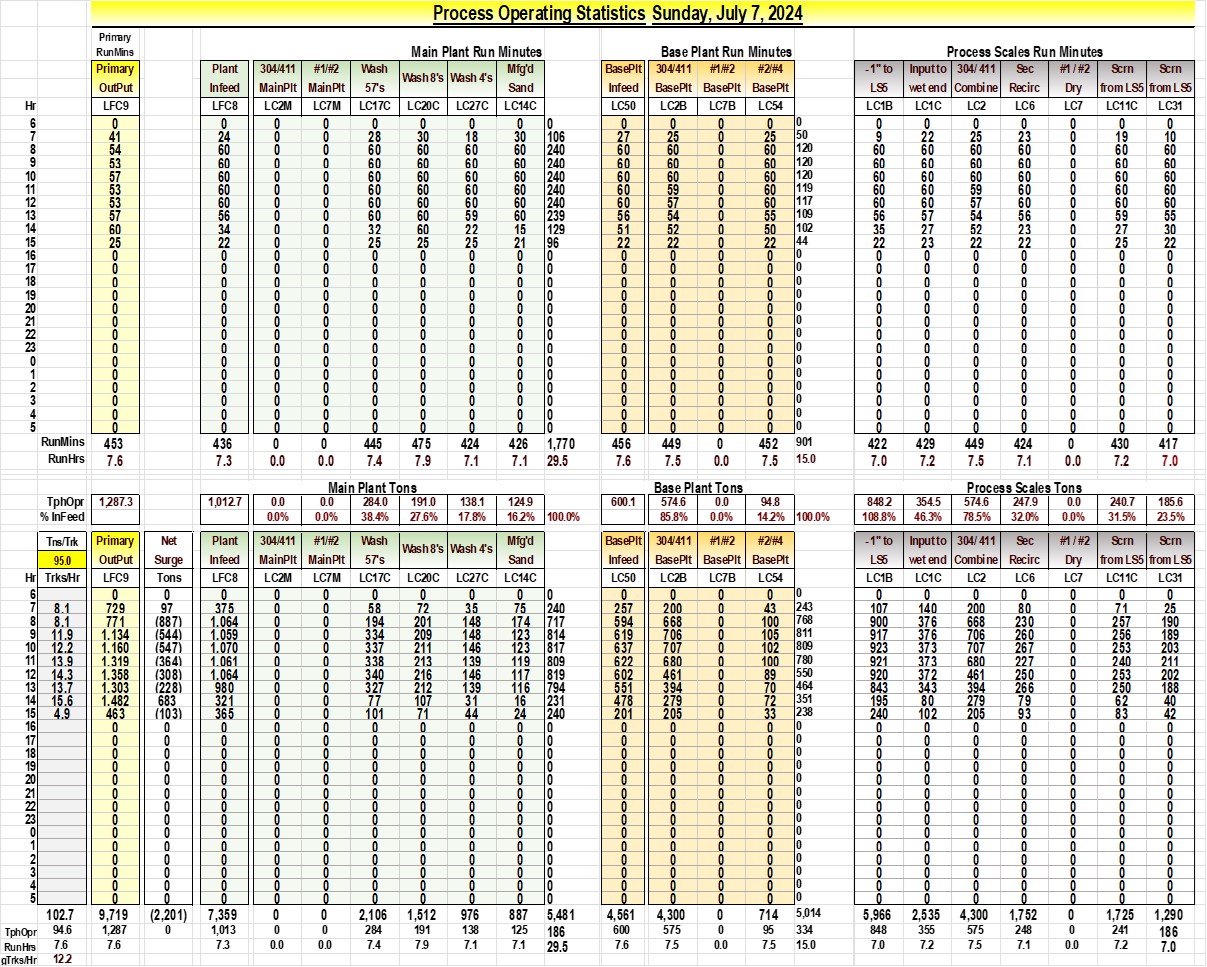 Process Operating Statistics Sunday, July 7, 2024
Primary
RunMins Main Plant Run Minutes Base Plant Run Minutes Process Scales Run Minutes
Primary Plant 304/411 #1/#2 Wash Wash 8's Wash 4's Mfg'd BasePlt 304/411 #1/#2 #2/#4 -1" to Input to 304/ 411 Sec #1 / #2 Scrn Scrn
OutPut Infeed MainPlt MainPlt 57's Sand Infeed BasePlt BasePlt BasePlt LS5 wet end Combine Recirc Dry from LS5 from LS5
Hr LFC9 LFC8 LC2M LC7M LC17C LC20C LC27C LC14C LC50 LC2B LC7B LC54 LC1B LC1C LC2 LC6 LC7 LC11C LC31
6 0 0 0 0 0 0 0 0 0 0 0 0 0 0 0 0 0 0 0 0 0
7 41 24 0 0 28 30 18 30 106 27 25 0 25 50 9 22 25 23 0 19 10
8 54 60 0 0 60 60 60 60 240 60 60 0 60 120 60 60 60 60 0 60 60
9 53 60 0 0 60 60 60 60 240 60 60 0 60 120 60 60 60 60 0 60 60
10 57 60 0 0 60 60 60 60 240 60 60 0 60 120 60 60 60 60 0 60 60
11 53 60 0 0 60 60 60 60 240 60 59 0 60 119 60 60 59 60 0 60 60
12 53 60 0 0 60 60 60 60 240 60 57 0 60 117 60 60 57 60 0 60 60
13 57 56 0 0 60 60 59 60 239 56 54 0 55 109 56 57 54 56 0 59 55
14 60 34 0 0 32 60 22 15 129 51 52 0 50 102 35 27 52 23 0 27 30
15 25 22 0 0 25 25 25 21 96 22 22 0 22 44 22 23 22 22 0 25 22
16 0 0 0 0 0 0 0 0 0 0 0 0 0 0 0 0 0 0 0 0 0
17 0 0 0 0 0 0 0 0 0 0 0 0 0 0 0 0 0 0 0 0 0
18 0 0 0 0 0 0 0 0 0 0 0 0 0 0 0 0 0 0 0 0 0
19 0 0 0 0 0 0 0 0 0 0 0 0 0 0 0 0 0 0 0 0 0
20 0 0 0 0 0 0 0 0 0 0 0 0 0 0 0 0 0 0 0 0 0
21 0 0 0 0 0 0 0 0 0 0 0 0 0 0 0 0 0 0 0 0 0
22 0 0 0 0 0 0 0 0 0 0 0 0 0 0 0 0 0 0 0 0 0
23 0 0 0 0 0 0 0 0 0 0 0 0 0 0 0 0 0 0 0 0 0
0 0 0 0 0 0 0 0 0 0 0 0 0 0 0 0 0 0 0 0 0 0
1 0 0 0 0 0 0 0 0 0 0 0 0 0 0 0 0 0 0 0 0 0
2 0 0 0 0 0 0 0 0 0 0 0 0 0 0 0 0 0 0 0 0 0
3 0 0 0 0 0 0 0 0 0 0 0 0 0 0 0 0 0 0 0 0 0
4 0 0 0 0 0 0 0 0 0 0 0 0 0 0 0 0 0 0 0 0 0
5 0 0 0 0 0 0 0 0 0 0 0 0 0 0 0 0 0 0 0 0 0
RunMins 453 436 0 0 445 475 424 426 1,770 456 449 0 452 901 422 429 449 424 0 430 417
RunHrs 7.6 7.3 0.0 0.0 7.4 7.9 7.1 7.1 29.5 7.6 7.5 0.0 7.5 15.0 7.0 7.2 7.5 7.1 0.0 7.2 7.0
Main Plant Tons Base Plant Tons Process Scales Tons
TphOpr 1,287.3 1,012.7 0.0 0.0 284.0 191.0 138.1 124.9 600.1 574.6 0.0 94.8 848.2 354.5 574.6 247.9 0.0 240.7 185.6
% InFeed 0.0% 0.0% 38.4% 27.6% 17.8% 16.2% 100.0% 85.8% 0.0% 14.2% 100.0% 108.8% 46.3% 78.5% 32.0% 0.0% 31.5% 23.5%
Tns/Trk Primary Net Plant 304/411 #1/#2 Wash Wash 8's Wash 4's Mfg'd BasePlt 304/411 #1/#2 #2/#4 -1" to Input to 304/ 411 Sec #1 / #2 Scrn Scrn
95.0 OutPut Surge Infeed MainPlt MainPlt 57's Sand Infeed BasePlt BasePlt BasePlt LS5 wet end Combine Recirc Dry from LS5 from LS5
Hr Trks/Hr LFC9 Tons LFC8 LC2M LC7M LC17C LC20C LC27C LC14C LC50 LC2B LC7B LC54 LC1B LC1C LC2 LC6 LC7 LC11C LC31
6 0 0 0 0 0 0 0 0 0 0 0 0 0 0 0 0 0 0 0 0 0 0
7 8.1 729 97 375 0 0 58 72 35 75 240 257 200 0 43 243 107 140 200 80 0 71 25
8 8.1 771 (887) 1,064 0 0 194 201 148 174 717 594 668 0 100 768 900 376 668 230 0 257 190
9 11.9 1,134 (544) 1,059 0 0 334 209 148 123 814 619 706 0 105 811 917 376 706 260 0 256 189
10 12.2 1,160 (547) 1,070 0 0 337 211 146 123 817 637 707 0 102 809 923 373 707 267 0 253 203
11 13.9 1,319 (364) 1,061 0 0 338 213 139 119 809 622 680 0 100 780 921 373 680 227 0 240 211
12 14.3 1,358 (308) 1,064 0 0 340 216 146 117 819 602 461 0 89 550 920 372 461 250 0 253 202
13 13.7 1,303 (228) 980 0 0 327 212 139 116 794 551 394 0 70 464 843 343 394 266 0 250 188
14 15.6 1,482 683 321 0 0 77 107 31 16 231 478 279 0 72 351 195 80 279 79 0 62 40
15 4.9 463 (103) 365 0 0 101 71 44 24 240 201 205 0 33 238 240 102 205 93 0 83 42
16 0 0 0 0 0 0 0 0 0 0 0 0 0 0 0 0 0 0 0 0 0 0
17 0 0 0 0 0 0 0 0 0 0 0 0 0 0 0 0 0 0 0 0 0 0
18 0 0 0 0 0 0 0 0 0 0 0 0 0 0 0 0 0 0 0 0 0 0
19 0 0 0 0 0 0 0 0 0 0 0 0 0 0 0 0 0 0 0 0 0 0
20 0 0 0 0 0 0 0 0 0 0 0 0 0 0 0 0 0 0 0 0 0 0
21 0 0 0 0 0 0 0 0 0 0 0 0 0 0 0 0 0 0 0 0 0 0
22 0 0 0 0 0 0 0 0 0 0 0 0 0 0 0 0 0 0 0 0 0 0
23 0 0 0 0 0 0 0 0 0 0 0 0 0 0 0 0 0 0 0 0 0 0
0 0 0 0 0 0 0 0 0 0 0 0 0 0 0 0 0 0 0 0 0 0 0
1 0 0 0 0 0 0 0 0 0 0 0 0 0 0 0 0 0 0 0 0 0 0
2 0 0 0 0 0 0 0 0 0 0 0 0 0 0 0 0 0 0 0 0 0 0
3 0 0 0 0 0 0 0 0 0 0 0 0 0 0 0 0 0 0 0 0 0 0
4 0 0 0 0 0 0 0 0 0 0 0 0 0 0 0 0 0 0 0 0 0 0
5 0 0 0 0 0 0 0 0 0 0 0 0 0 0 0 0 0 0 0 0 0 0
102.7 9,719 (2,201) 7,359 0 0 2,106 1,512 976 887 5,481 4,561 4,300 0 714 5,014 5,966 2,535 4,300 1,752 0 1,725 1,290
TphOpr 94.6 1,287 0 1,013 0 0 284 191 138 125 186 600 575 0 95 334 848 355 575 248 0 241 186
RunHrs 7.6 7.6 7.3 0.0 0.0 7.4 7.9 7.1 7.1 29.5 7.6 7.5 0.0 7.5 15.0 7.0 7.2 7.5 7.1 0.0 7.2 7.0
gTrks/Hr 12.2